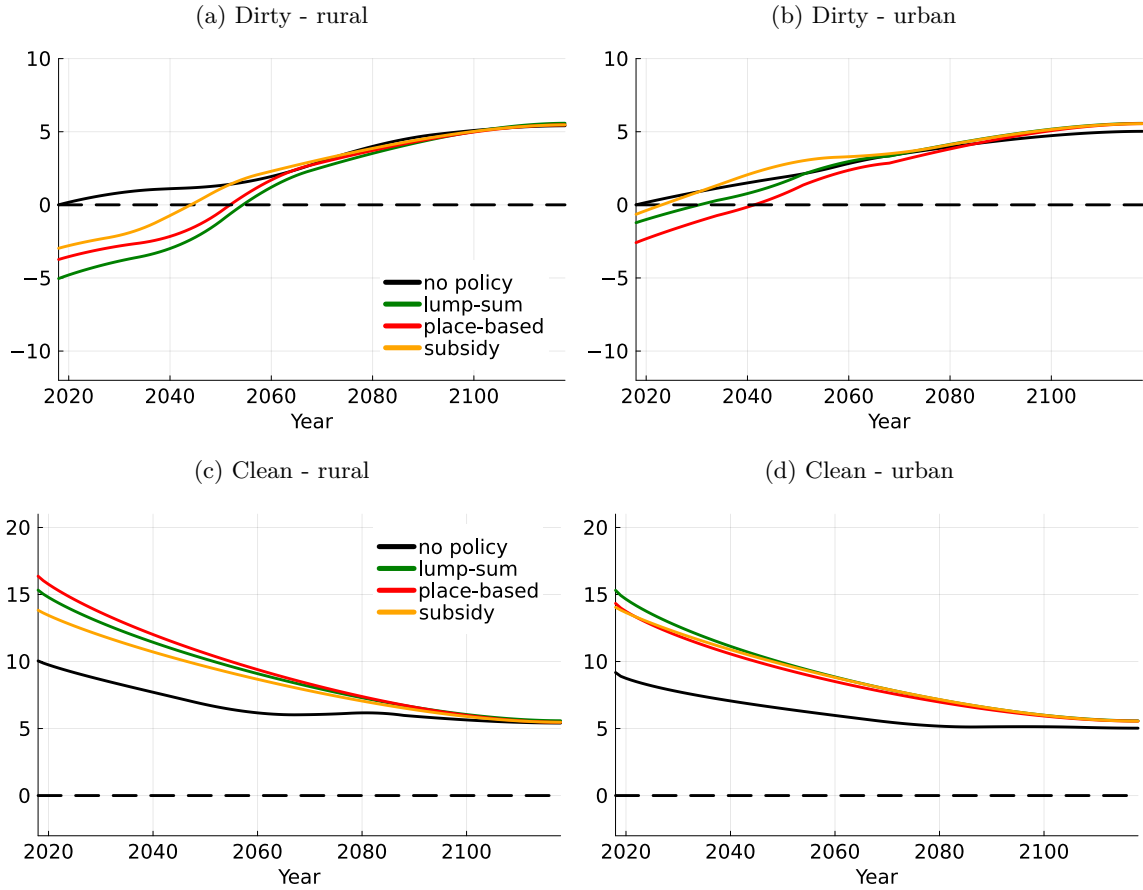 (a) Dirty - rural
10
5
0
−5
−10
no policy
lump-sum
place-based
subsidy
2020 2040 2060 2080 2100
Year
(b) Dirty - urban
10
5
0
−5
−10
2020 2040 2060 2080 2100
Year
(c) Clean - rural
20
15
10
5
0
no policy
lump-sum
place-based
subsidy
2020 2040 2060 2080 2100
Year
(d) Clean - urban
20
15
10
5
0
2020 2040 2060 2080 2100
Year